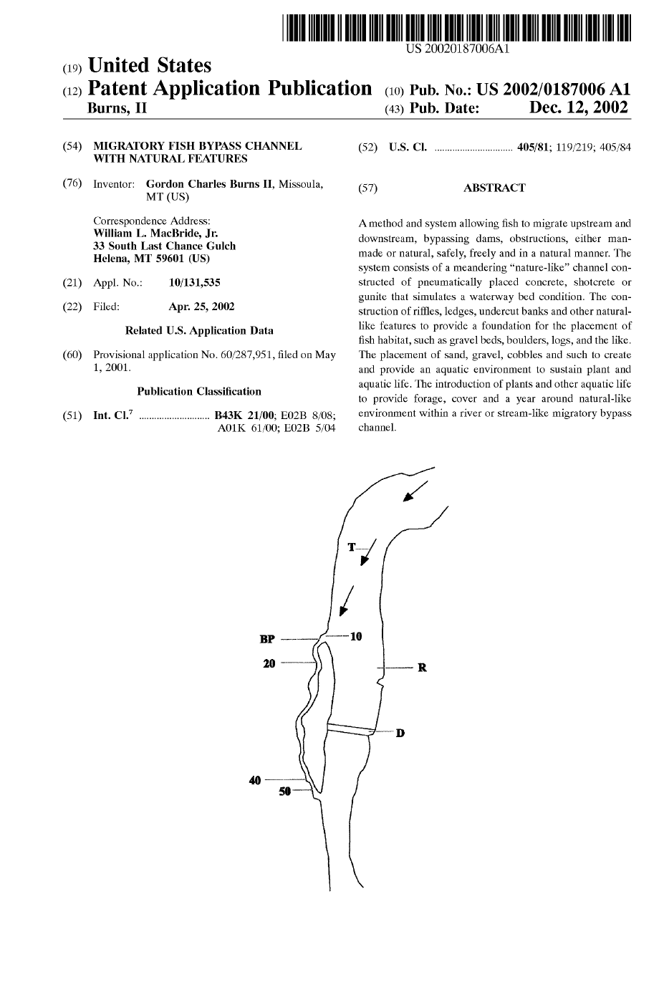 US 20020187006A1
(19) United States
(12) Patent Application Publication
(10) Pub. No.: US 2002/0187006 A1
Burns, II
(43) Pub. Date: Dec. 12, 2002
(54) MIGRATORY FISH BYPASS CHANNEL
WITH NATURAL FEATURES
(76) Inventor: Gordon Charles Burns II, Missoula,
MT (US)
Correspondence Address:
William L. MacBride, Jr.
33 South Last Chance Gulch
Helena, MT 59601 (US)
(21) Appl. No.: 10/131,535
(22) Filed: Apr. 25, 2002
Related U.S. Application Data
(60) Provisional application No. 60/287,951, filed on May
1, 2001.
Publication Classification
(51) Int. Cl.7 ............................ B43K 21/00; E02B 8/08;
A01K 61/00; E02B 5/04
(52) U.S. Cl. ............................... 405/81; 119/219; 405/84
(57) ABSTRACT
A method and system allowing fish to migrate upstream and
downstream, bypassing dams, obstructions, either man-
made or natural, safely, freely and in a natural manner. The
system consists of a meandering “nature-like” channel con-
structed of pneumatically placed concrete, shotcrete or
gunite that simulates a waterway bed condition. The con-
struction of riffles, ledges, undercut banks and other natural-
like features to provide a foundation for the placement of
fish habitat, such as gravel beds, boulders, logs, and the like.
The placement of sand, gravel, cobbles and such to create
and provide an aquatic environment to sustain plant and
aquatic life. The introduction of plants and other aquatic life
to provide forage, cover and a year around natural-like
environment within a river or stream-like migratory bypass
channel.
T
BP
10
20
R
D
40
50